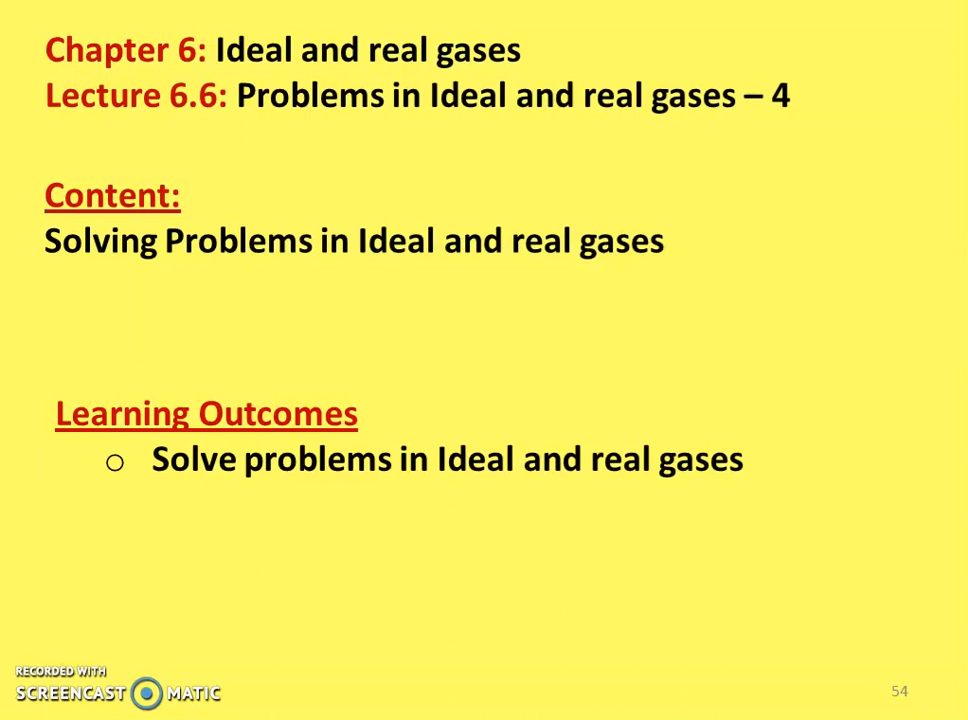 Chapter 6: Ideal and real gases
Lecture 6.6: Problems in Ideal and real gases – 4
Content:
Solving Problems in Ideal and real gases
Learning Outcomes
o Solve problems in Ideal and real gases
RECORDED WITH
SCREENCAST MATIC
54